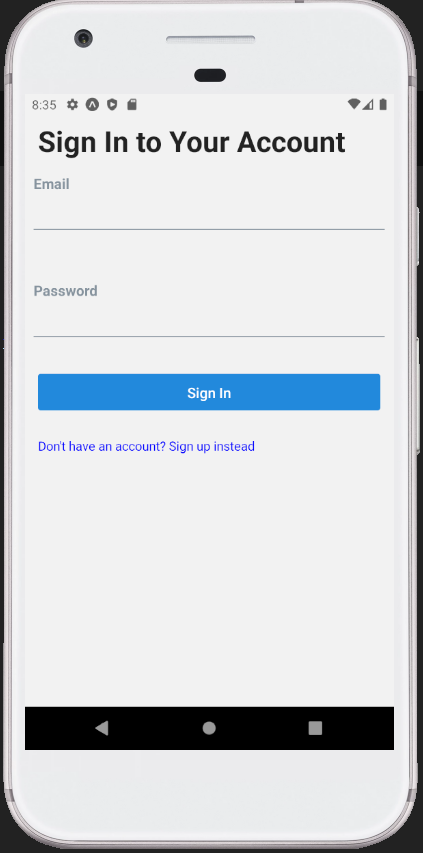 8:35
Sign In to Your Account
Email
Password
Sign In
Don't have an account? Sign up instead